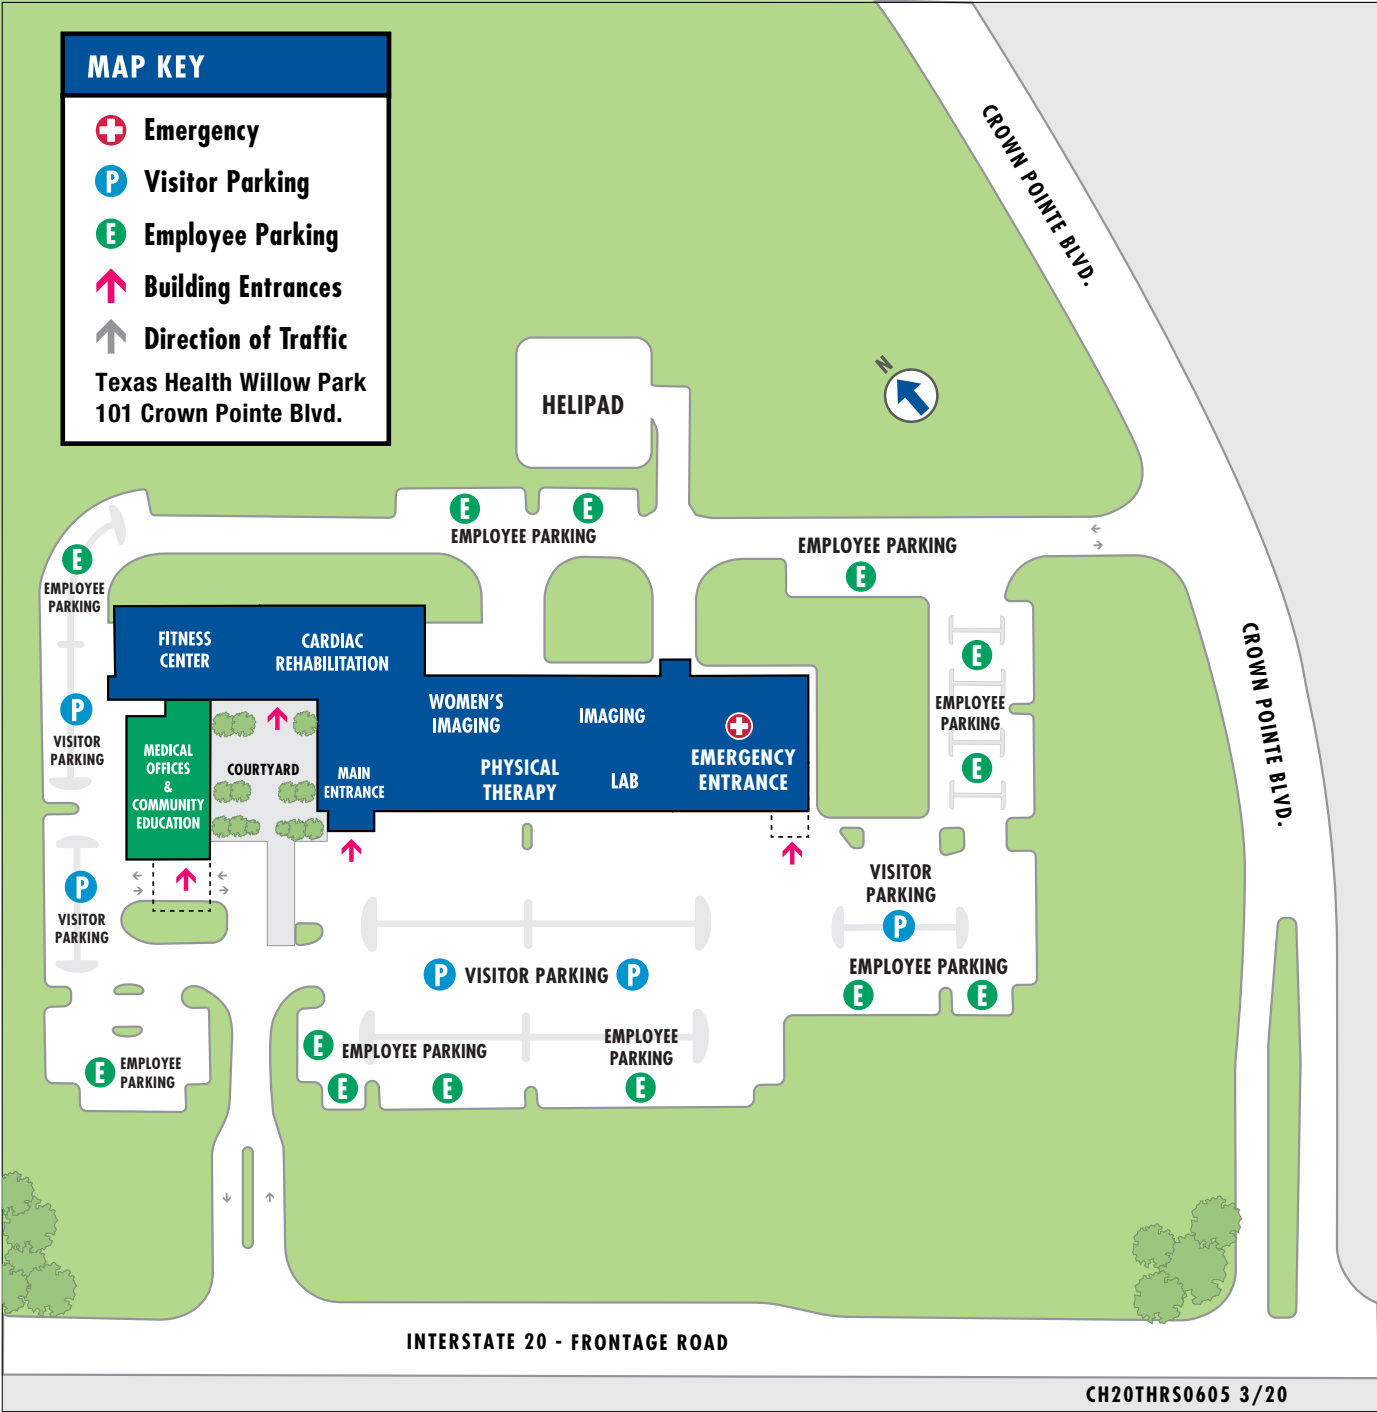 MAP KEY
Emergency
P
Visitor Parking
E
Employee Parking
Building Entrances
Direction of Traffic
Texas Health Willow Park
101 Crown Pointe Blvd.
CROWN POINTE BLVD.
N
HELIPAD
E
E
EMPLOYEE PARKING
EMPLOYEE PARKING
E
E
EMPLOYEE
PARKING
FITNESS
CENTER
CARDIAC
REHABILITATION
CROWN POINTE BLVD.
E
EMPLOYEE
PARKING
E
P
VISITOR
PARKING
WOMEN'S
IMAGING
IMAGING
MEDICAL
OFFICES
&
COMMUNITY
EDUCATION
COURTYARD
MAIN
ENTRANCE
PHYSICAL
THERAPY
LAB
EMERGENCY
ENTRANCE
P
VISITOR
PARKING
VISITOR
PARKING
P
P
VISITOR PARKING
P
EMPLOYEE PARKING
E
E
E
EMPLOYEE PARKING
EMPLOYEE
PARKING
E
E
E
E
EMPLOYEE
PARKING
INTERSTATE 20 - FRONTAGE ROAD
CH20THRS0605 3/20